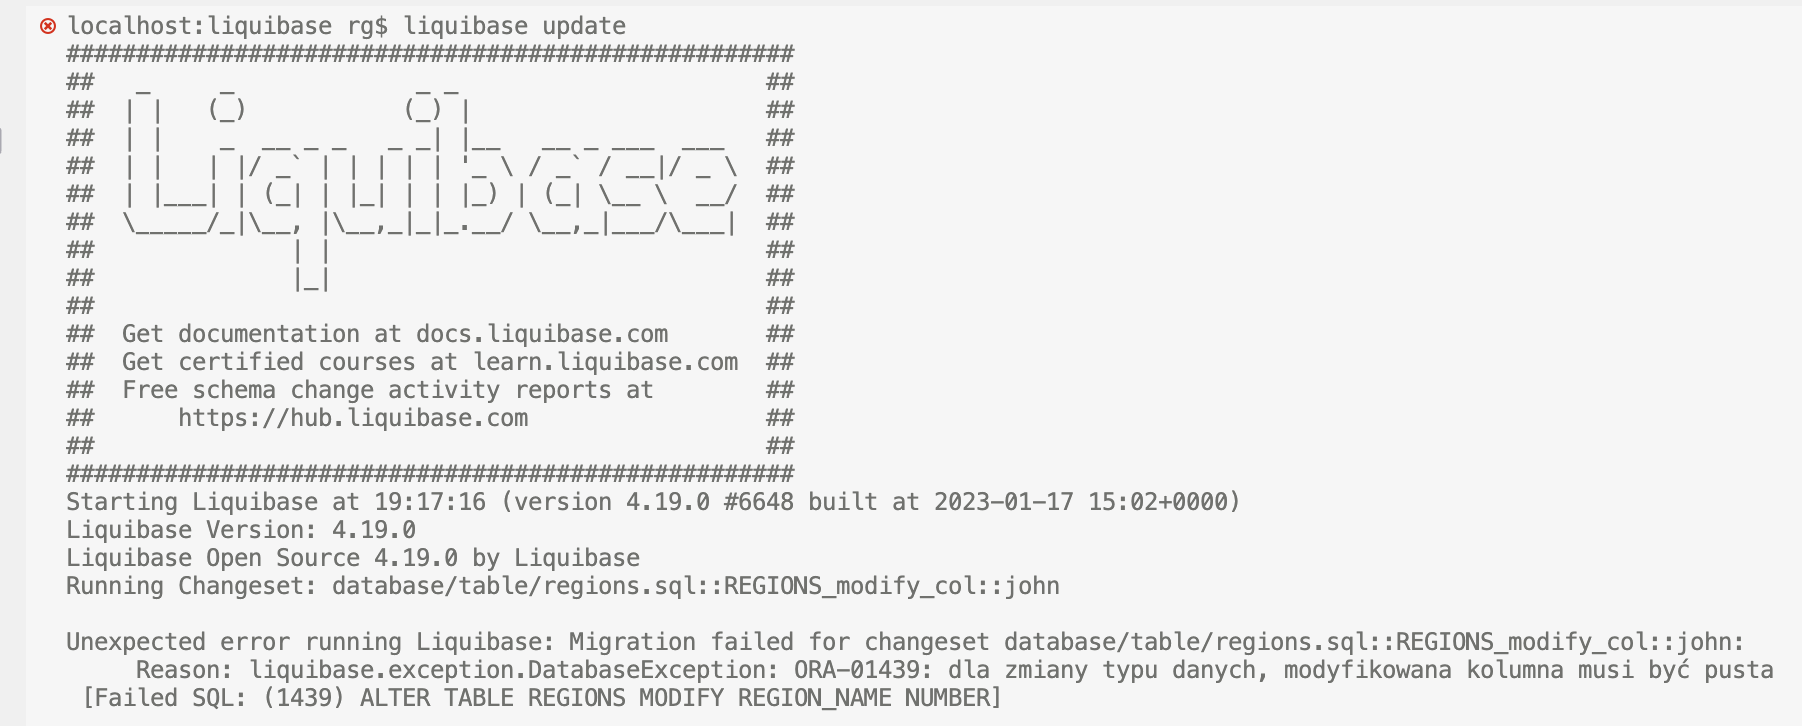 localhost:liquibase rg$ liquibase update
####################################################
##   _     _             _ _                      ##
##  | |   (_)           (_) |                     ##
##  | |    _  __ _ _   _ _| |__   __ _ ___  ___   ##
##  | |   | |/ _` | | | | | '_ \ / _` / __|/ _ \  ##
##  | |___| | (_| | |_| | | |_) | (_| \__ \  __/  ##
##  \_____/_|\__, |\__,_|_|_.__/ \__,_|___/\___|  ##
##              | |                               ##
##              |_|                               ##
##                                                ##
##  Get documentation at docs.liquibase.com       ##
##  Get certified courses at learn.liquibase.com  ##
##  Free schema change activity reports at        ##
##      https://hub.liquibase.com                 ##
##                                                ##
####################################################
Starting Liquibase at 19:17:16 (version 4.19.0 #6648 built at 2023-01-17 15:02+0000)
Liquibase Version: 4.19.0
Liquibase Open Source 4.19.0 by Liquibase
Running Changeset: database/table/regions.sql::REGIONS_modify_col::john

Unexpected error running Liquibase: Migration failed for changeset database/table/regions.sql::REGIONS_modify_col::john:
     Reason: liquibase.exception.DatabaseException: ORA-01439: dla zmiany typu danych, modyfikowana kolumna musi być pusta
 [Failed SQL: (1439) ALTER TABLE REGIONS MODIFY REGION_NAME NUMBER]